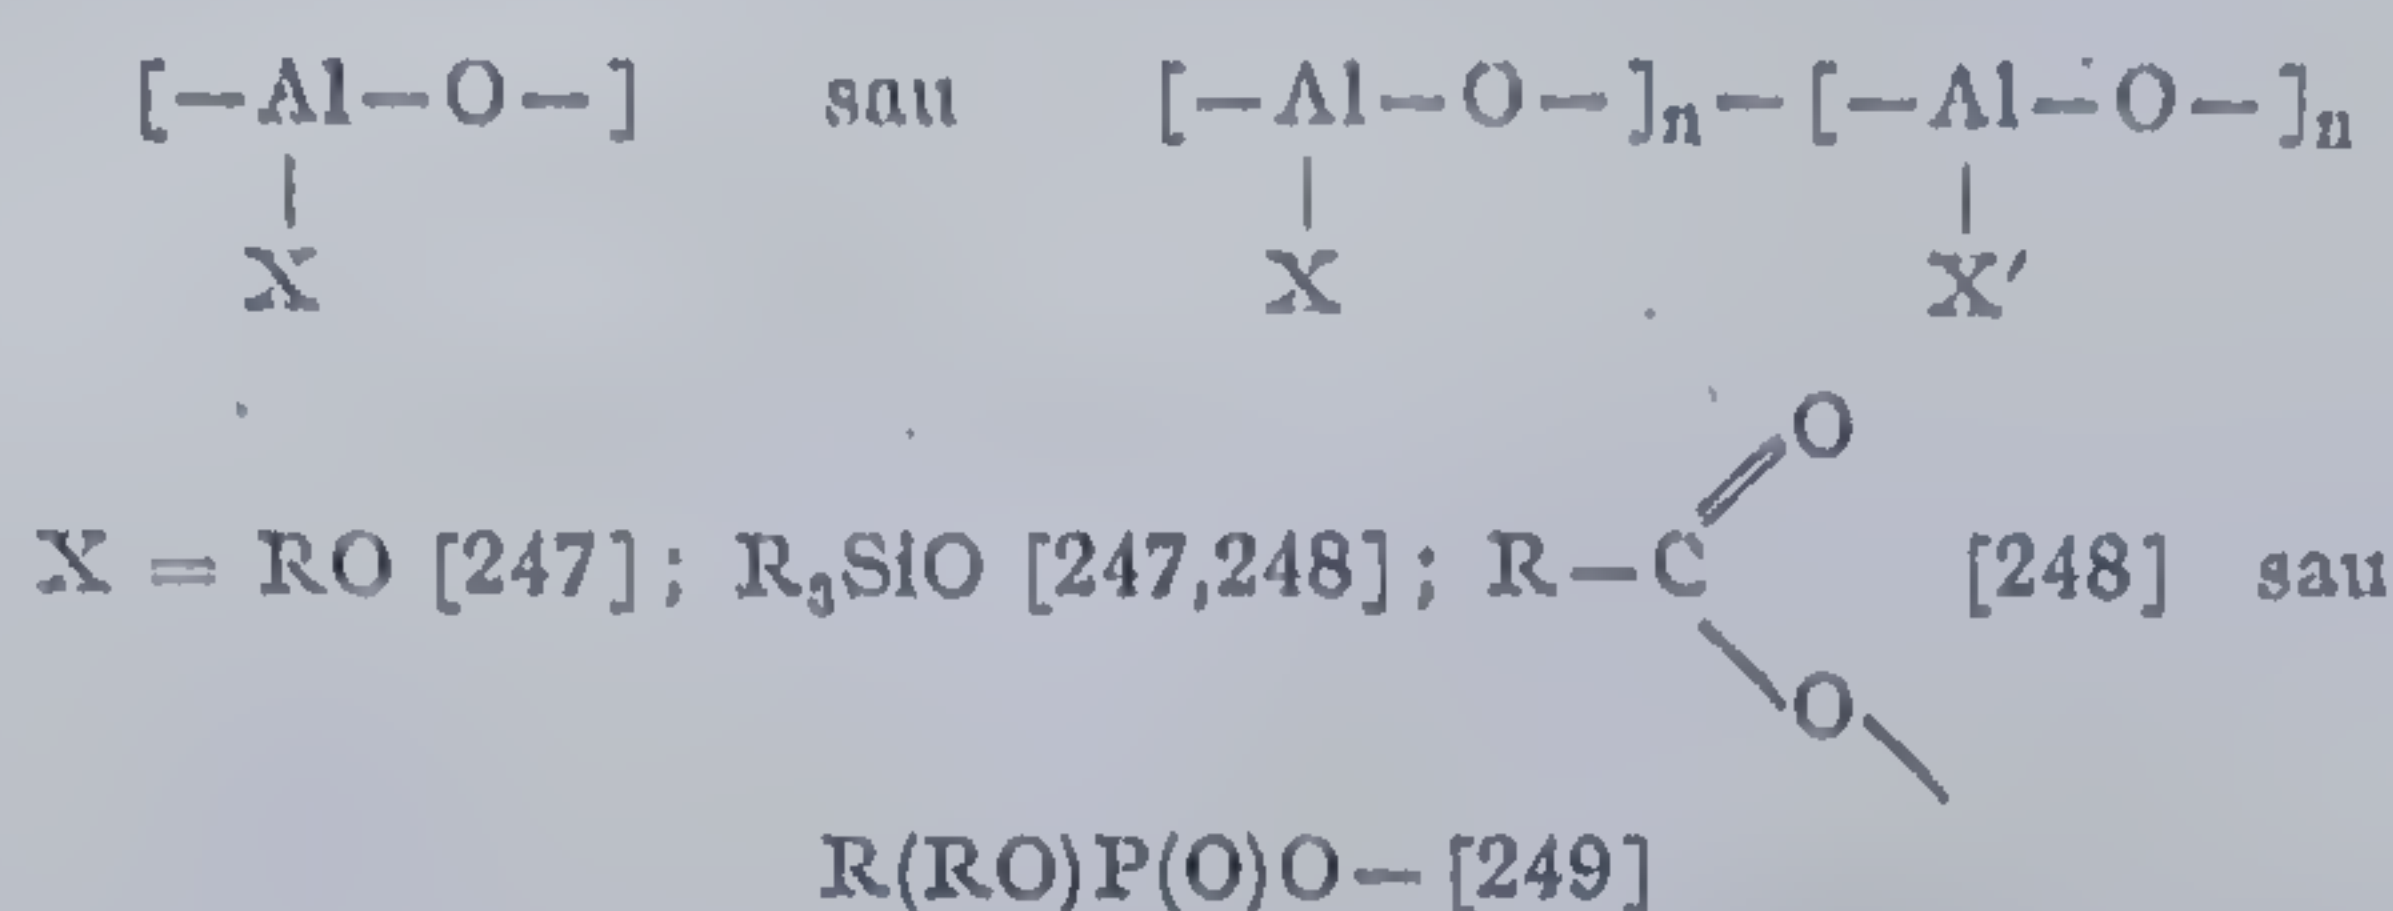 [—Al—O—] sau [—Al—O—]n—[—Al—O—]n
X X X′
O
X = RO [247]; R3SiO [247,248]; R—C [248] sau
O
R(RO)P(O)O— [249]